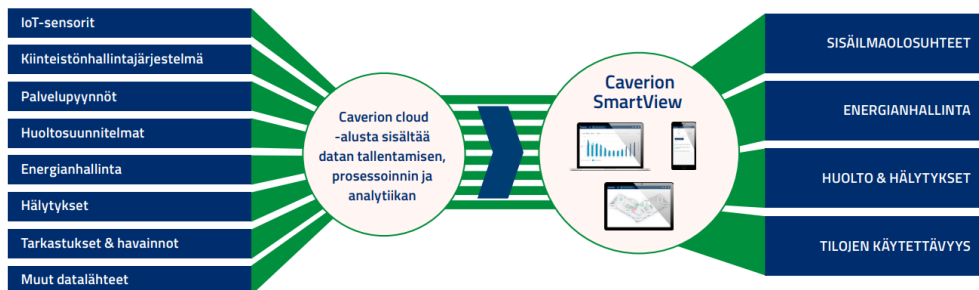 IoT-sensorit
Kiinteistönhallintajärjestelmä
Palvelupyynnöt
Huoltosuunnitelmat
Energianhallinta
Hälytykset
Tarkastukset & havainnot
Muut datalähteet
Caverion cloud
-alusta sisältää
datan tallentamisen,
prosessoinnin ja
analytiikan
Caverion
SmartView
SISÄILMAOLOSUHTEET
ENERGIANHALLINTA
HUOLTO & HÄLYTYKSET
TILOJEN KÄYTETTÄVYYS